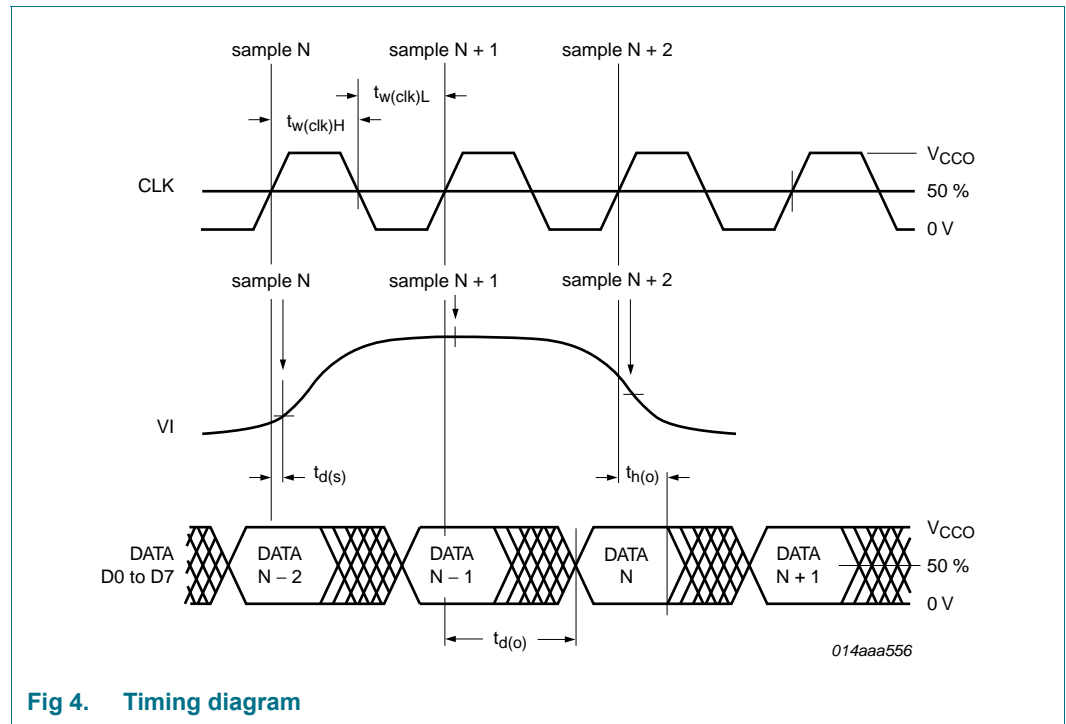 sample N sample N + 1 sample N + 2
tw(clk)L
tw(clk)H
VCCO
CLK 50 %
0 V
sample N sample N + 1 sample N + 2
VI
td(s) th(o)
VCCO
DATA DATA DATA DATA DATA
D0 to D7 N − 2 N − 1 N N + 1 50 %
0 V
td(o)
014aaa556
Fig 4. Timing diagram